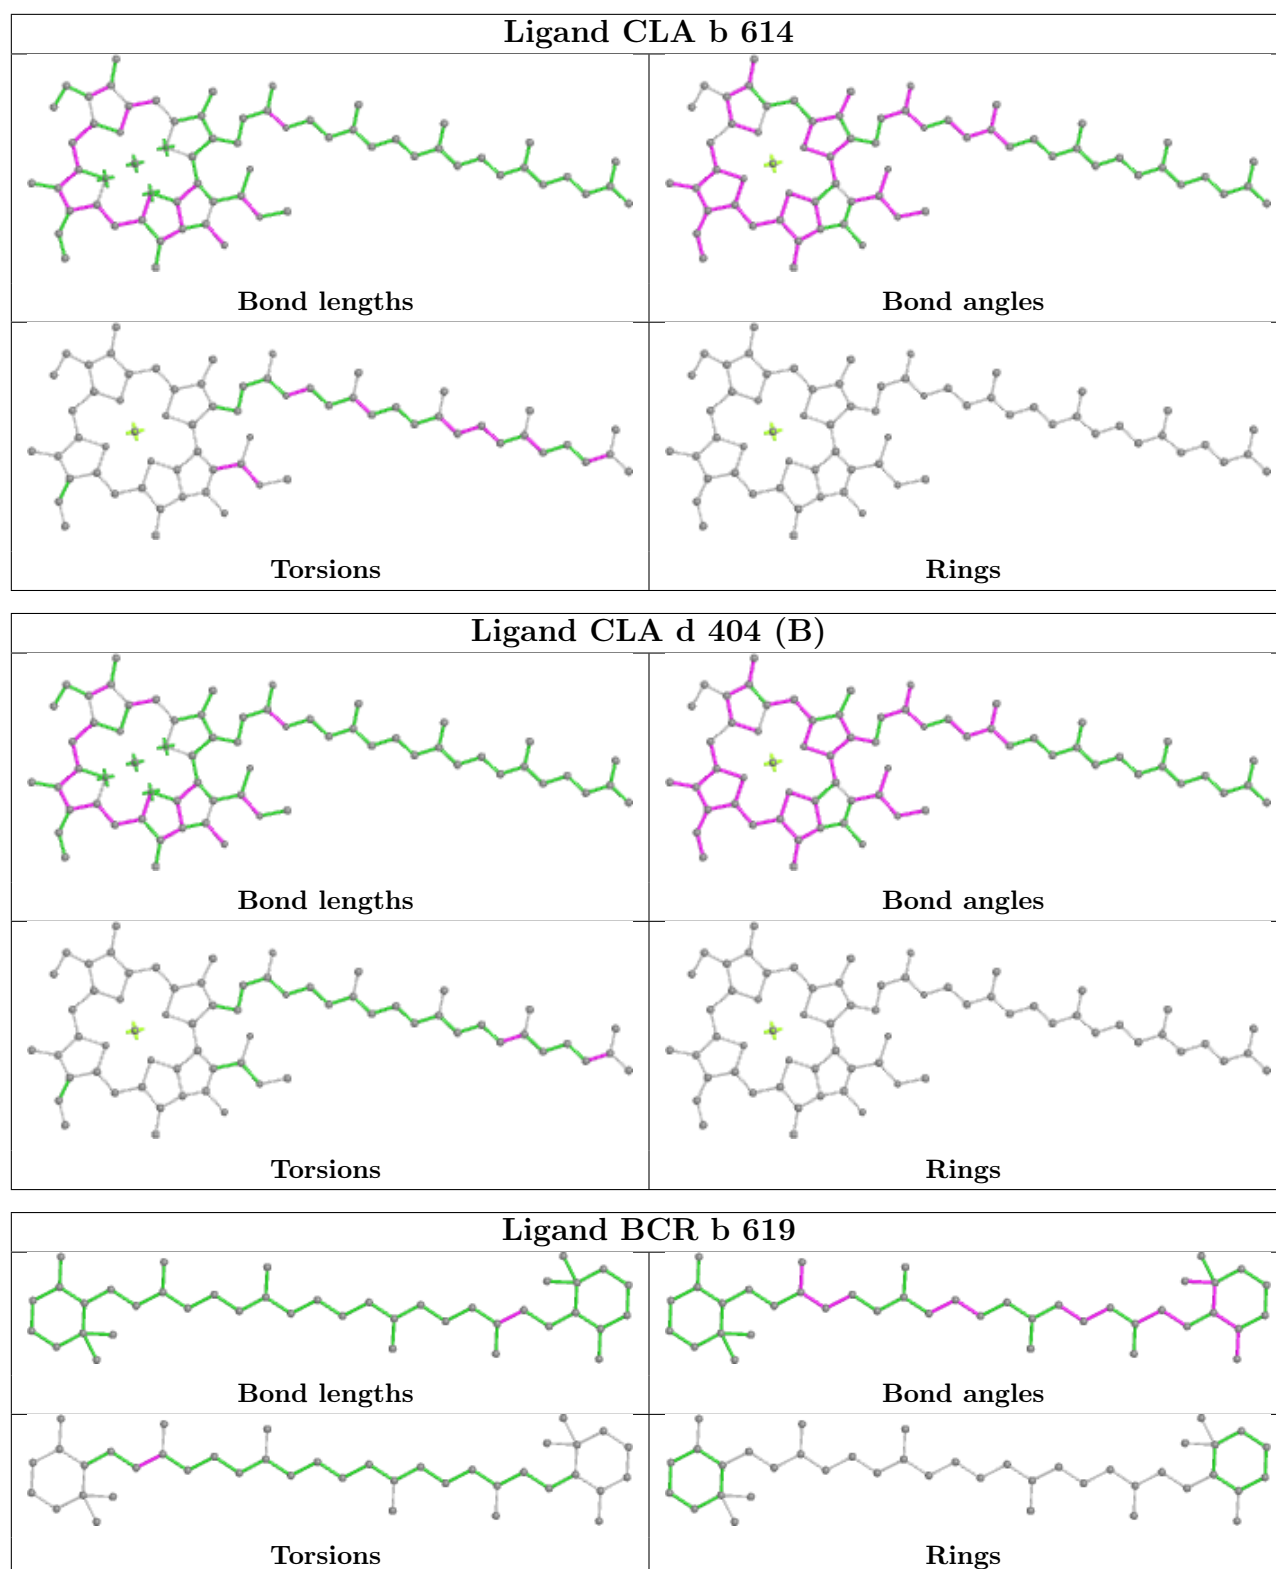 Ligand CLA b 614
Bond lengths
Bond angles
Torsions
Rings
Ligand CLA d 404 (B)
Bond lengths
Bond angles
Torsions
Rings
Ligand BCR b 619
Bond lengths
Bond angles
Torsions
Rings